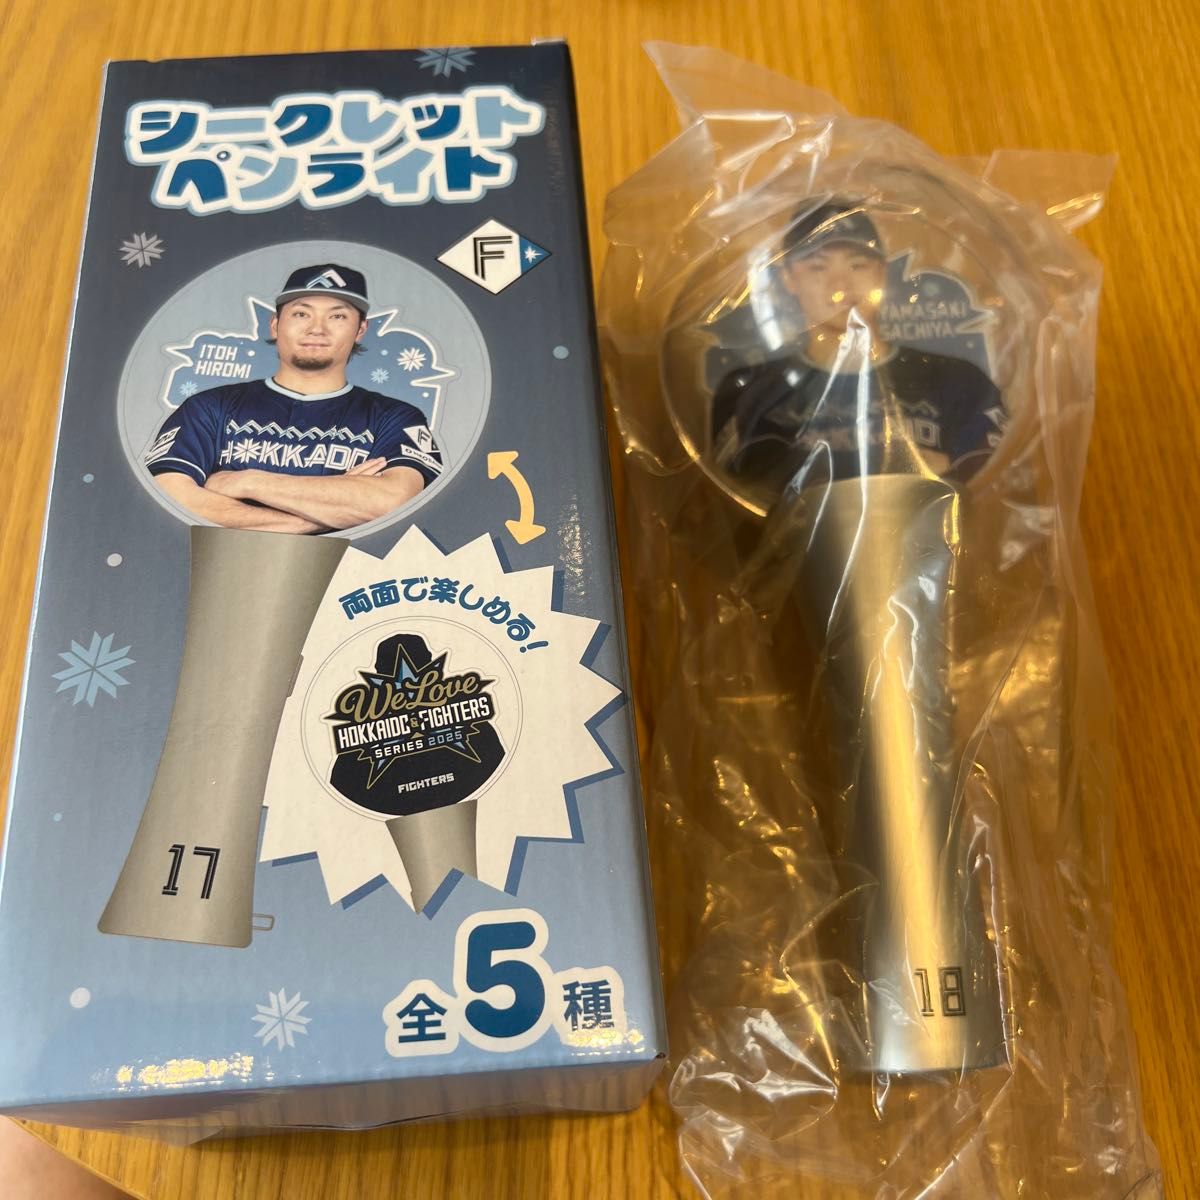 シークレット
ペンライト
F
ITOH
HIROMI
HOKKAIDO
両面で楽しめる!
We Love
HOKKAIDO & FIGHTERS
SERIES 2025
FIGHTERS
17
全5種
YAMASAKI
SACHIYA
HOKKAIDO
18